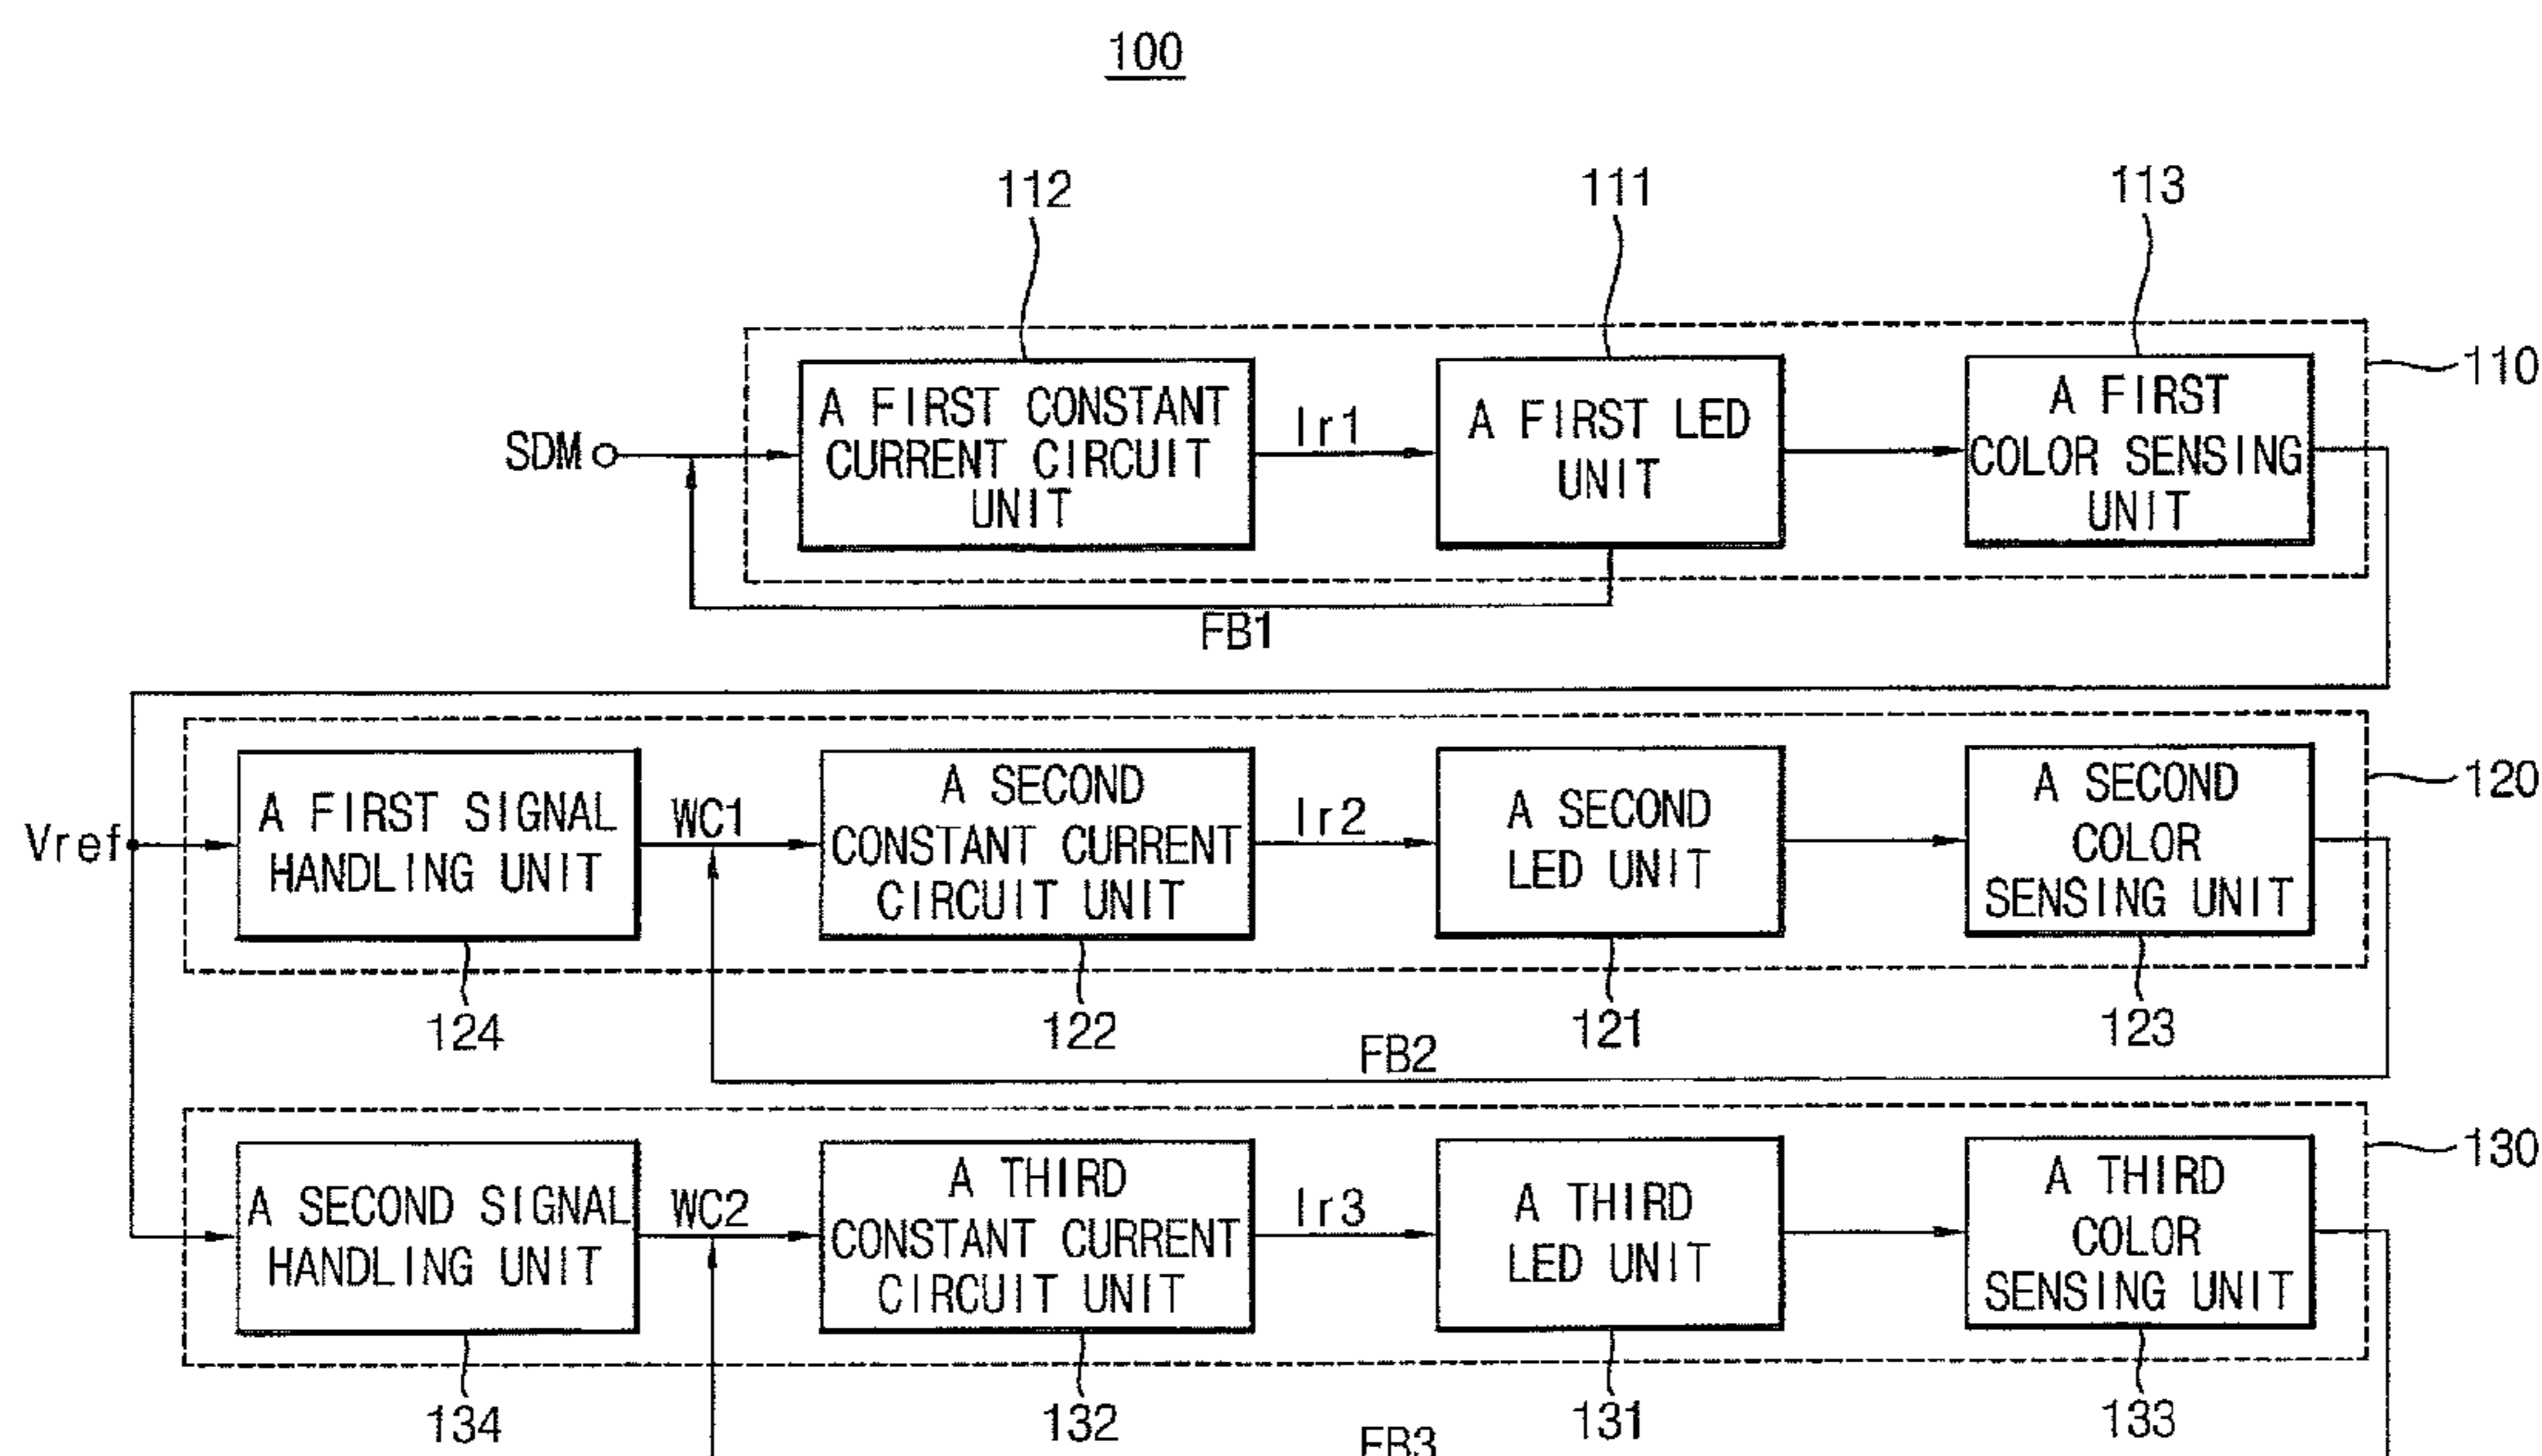 100
112
111
113
110
SDM
A FIRST CONSTANT
CURRENT CIRCUIT
UNIT
Ir1
A FIRST LED
UNIT
A FIRST
COLOR SENSING
UNIT
FB1
120
Vref
A FIRST SIGNAL
HANDLING UNIT
WC1
A SECOND
CONSTANT CURRENT
CIRCUIT UNIT
Ir2
A SECOND
LED UNIT
A SECOND
COLOR
SENSING UNIT
124
122
121
123
FB2
130
A SECOND SIGNAL
HANDLING UNIT
WC2
A THIRD
CONSTANT CURRENT
CIRCUIT UNIT
Ir3
A THIRD
LED UNIT
A THIRD
COLOR
SENSING UNIT
134
132
131
133
FB3